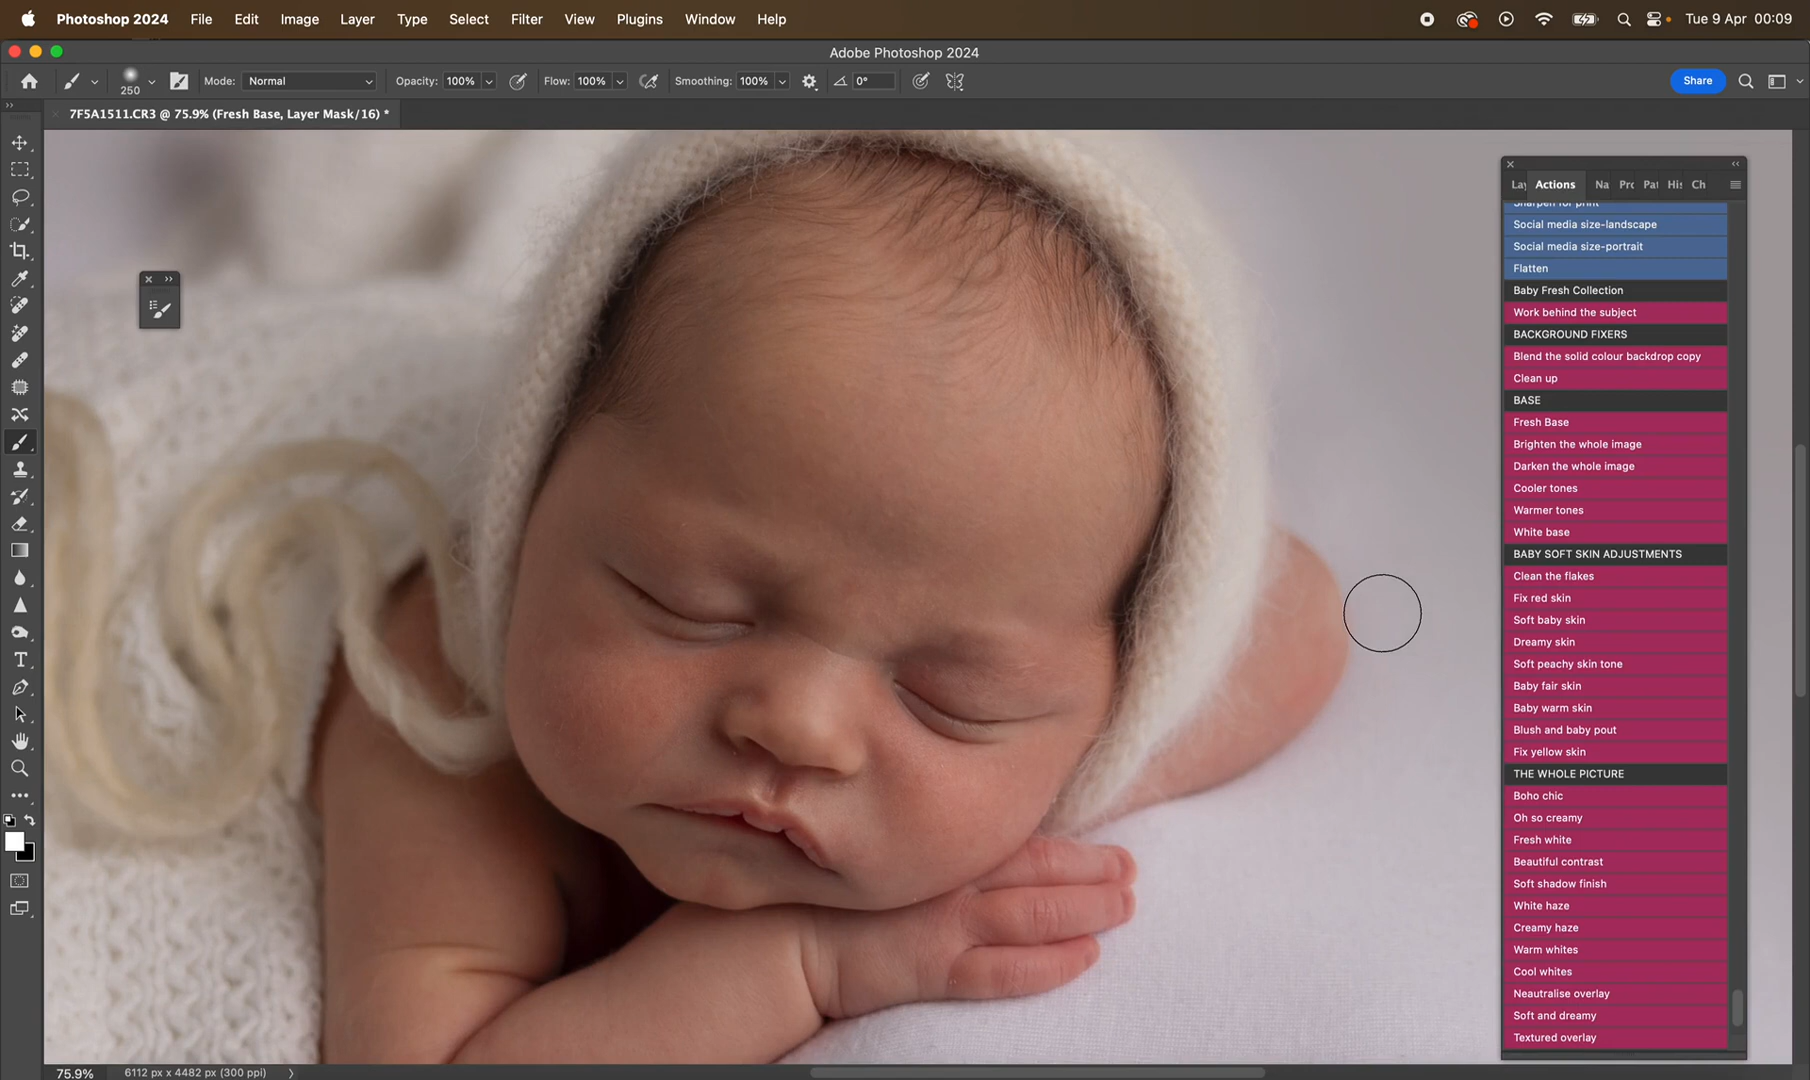 Photoshop 2024 File Edit Image Layer Type Select Filter View Plugins Window Help Tue 9 Apr 00:09
Adobe Photoshop 2024
250 Mode: Normal Opacity: 100% Flow: 100% Smoothing: 100% 0° Share
7F5A1511.CR3 @ 75.9% (Fresh Base, Layer Mask/16) *
Lay Actions Na Pro Pat His Ch
Sharpen for print
Social media size-landscape
Social media size-portrait
Flatten
Baby Fresh Collection
Work behind the subject
BACKGROUND FIXERS
Blend the solid colour backdrop copy
Clean up
BASE
Fresh Base
Brighten the whole image
Darken the whole image
Cooler tones
Warmer tones
White base
BABY SOFT SKIN ADJUSTMENTS
Clean the flakes
Fix red skin
Soft baby skin
Dreamy skin
Soft peachy skin tone
Baby fair skin
Baby warm skin
Blush and baby pout
Fix yellow skin
THE WHOLE PICTURE
Boho chic
Oh so creamy
Fresh white
Beautiful contrast
Soft shadow finish
White haze
Creamy haze
Warm whites
Cool whites
Neautralise overlay
Soft and dreamy
Textured overlay
75.9% 6112 px x 4482 px (300 ppi)